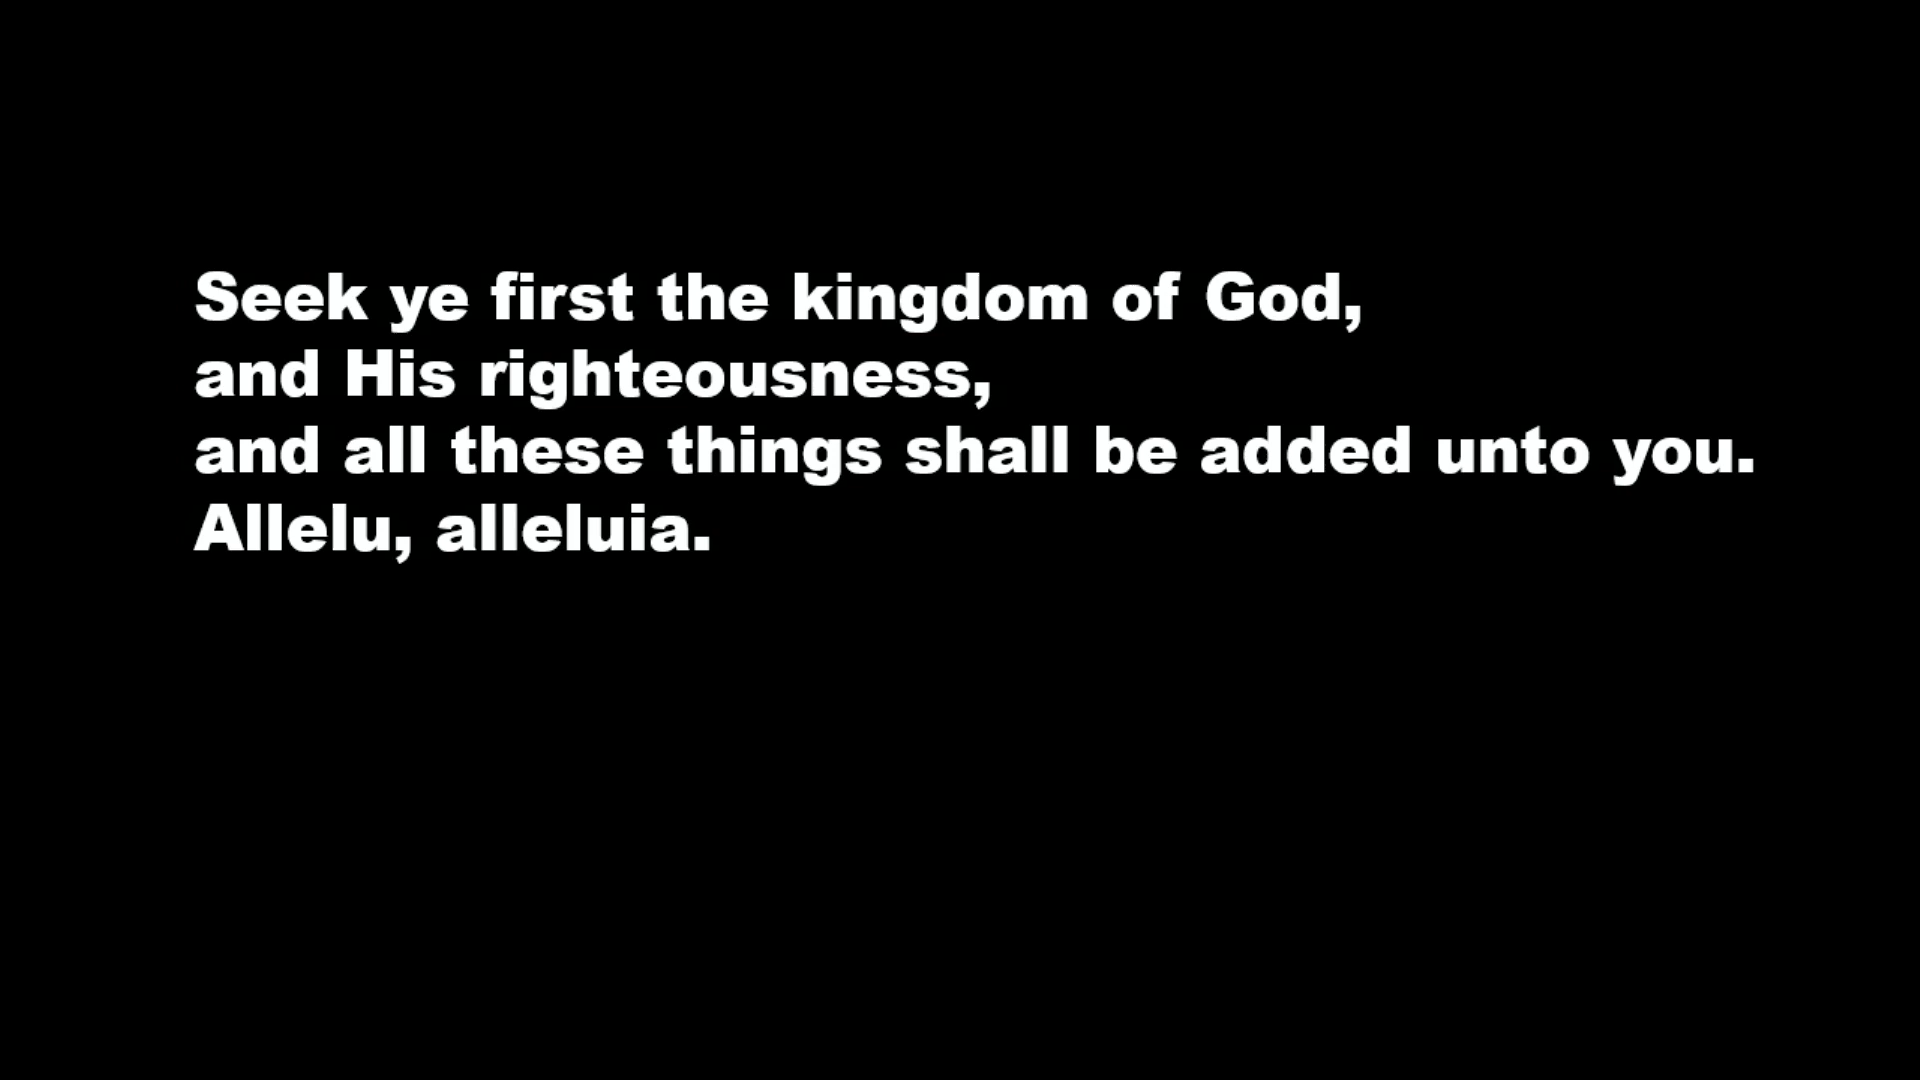 Seek ye first the kingdom of God,
and His righteousness,
and all these things shall be added unto you.
Allelu, alleluia.